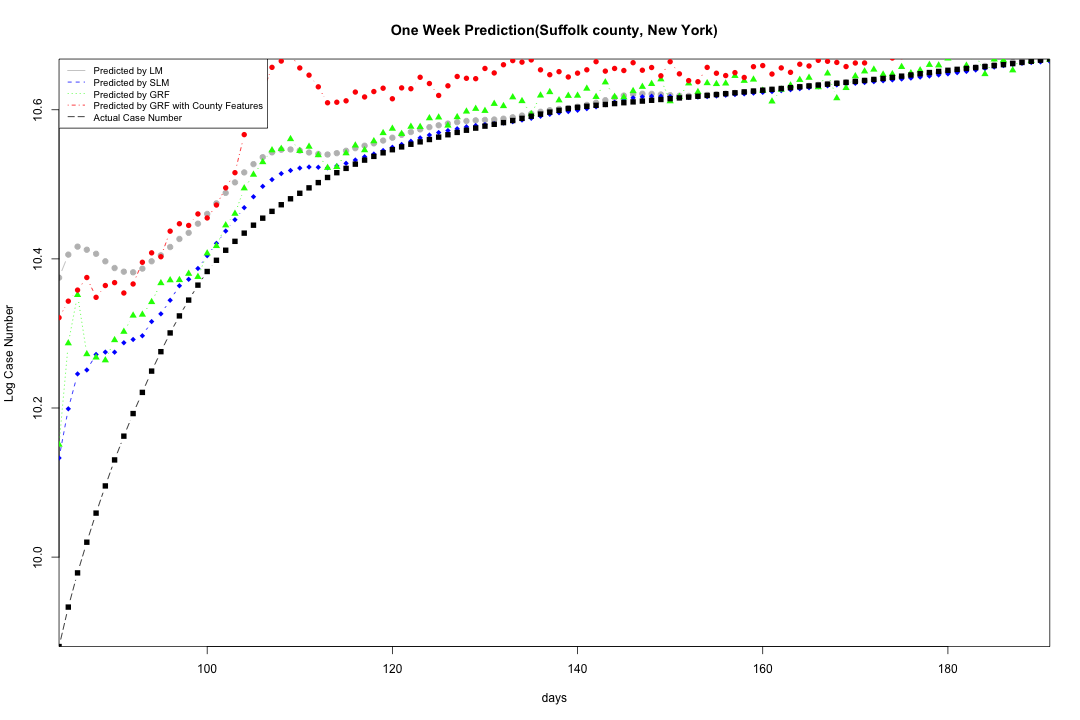 One Week Prediction(Suffolk county, New York)
Predicted by LM
Predicted by SLM
Predicted by GRF
Predicted by GRF with County Features
Actual Case Number
10.6
10.4
10.2
10.0
Log Case Number
100 120 140 160 180
days